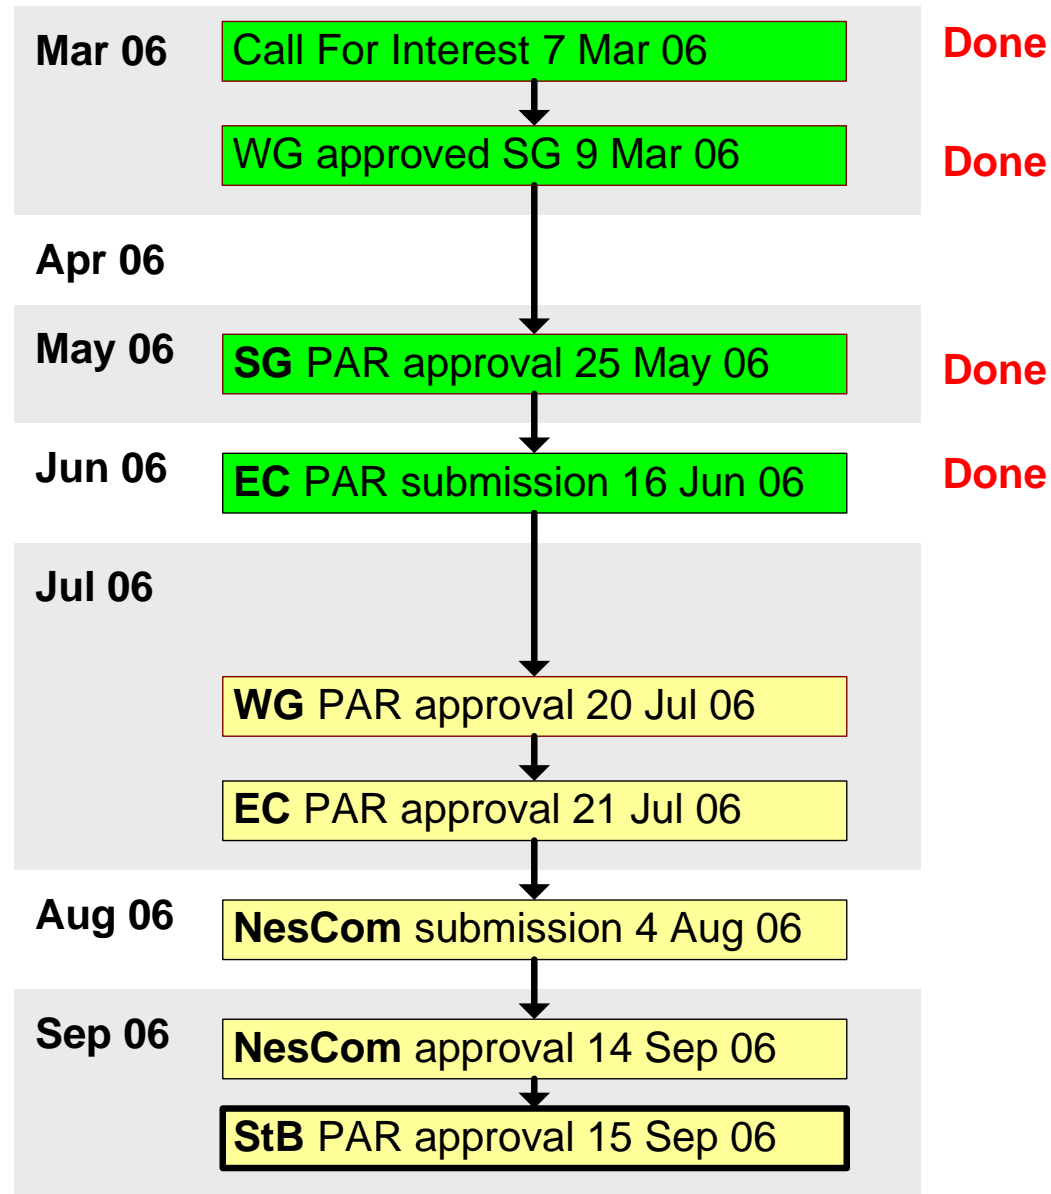 Mar 06
Call For Interest 7 Mar 06
Done
WG approved SG 9 Mar 06
Done
Apr 06
May 06
SG PAR approval 25 May 06
Done
Jun 06
EC PAR submission 16 Jun 06
Done
Jul 06
WG PAR approval 20 Jul 06
EC PAR approval 21 Jul 06
Aug 06
NesCom submission 4 Aug 06
Sep 06
NesCom approval 14 Sep 06
StB PAR approval 15 Sep 06